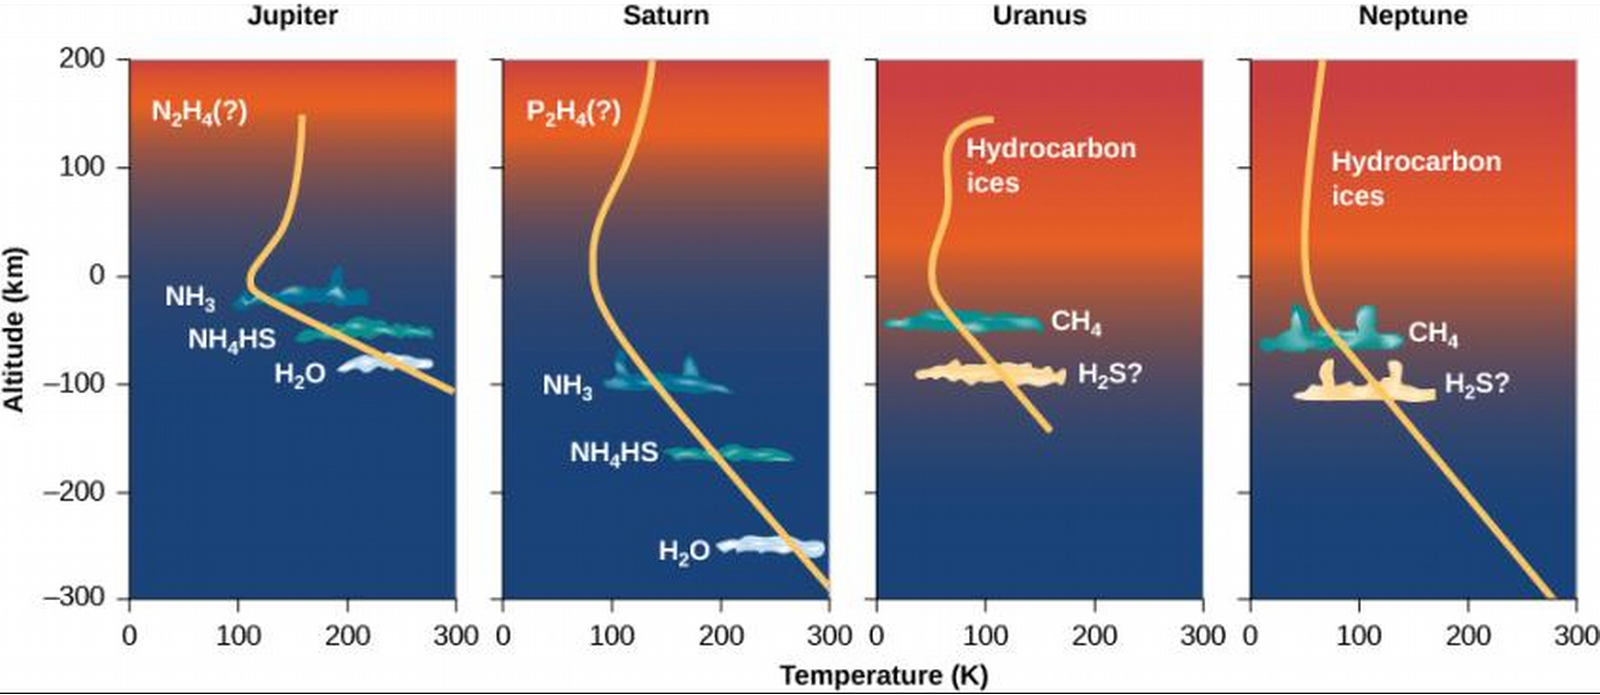 Jupiter
Saturn
Uranus
Neptune
Altitude (km)
200
100
0
–100
–200
–300
N₂H₄(?)
NH₃
NH₄HS
H₂O
0 100 200 300
P₂H₄(?)
NH₃
NH₄HS
H₂O
0 100 200 300
Hydrocarbon
ices
CH₄
H₂S?
0 100 200 300
Hydrocarbon
ices
CH₄
H₂S?
0 100 200 300
Temperature (K)